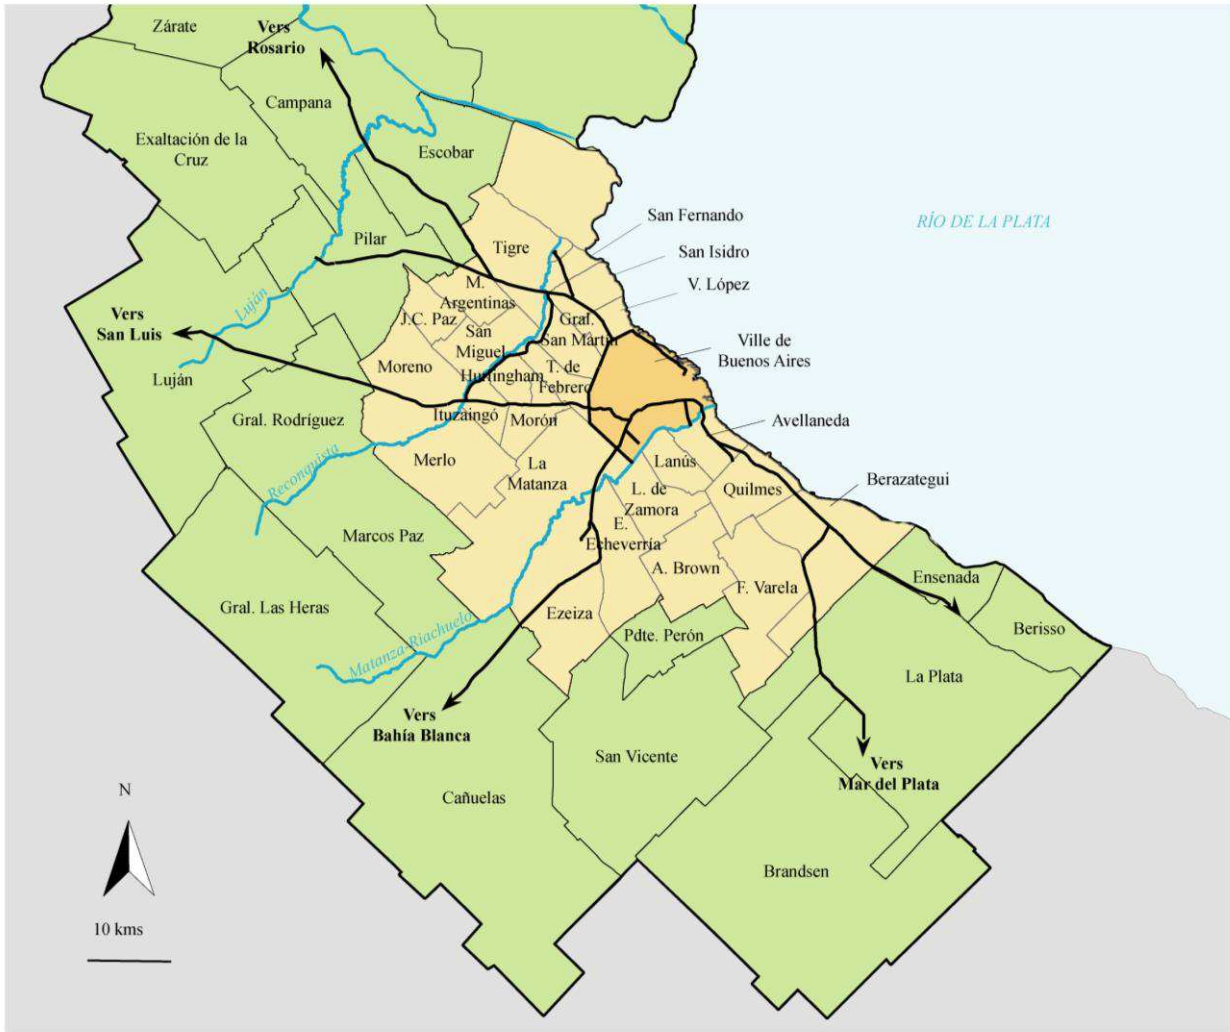 Zárate
Vers
Rosario
Campana
Exaltación de la
Cruz
Escobar
San Fernando
RÍO DE LA PLATA
Pilar
Tigre
San Isidro
V. López
M.
Argentinas
Luján
Vers
San Luis
J.C. Paz
Gral.
San Martín
San
Miguel
Ville de
Buenos Aires
Moreno
Hurlingham
T. de
Febrero
Luján
Ituzaingó
Morón
Gral. Rodríguez
Avellaneda
Reconquista
Merlo
La
Matanza
Lanús
Berazategui
L. de
Zamora
Quilmes
Marcos Paz
E.
Echeverría
A. Brown
F. Varela
Ensenada
Gral. Las Heras
Ezeiza
Pdte. Perón
Berisso
Matanza-Riachuelo
La Plata
Vers
Bahía Blanca
San Vicente
Vers
Mar del Plata
N
Cañuelas
Brandsen
10 kms